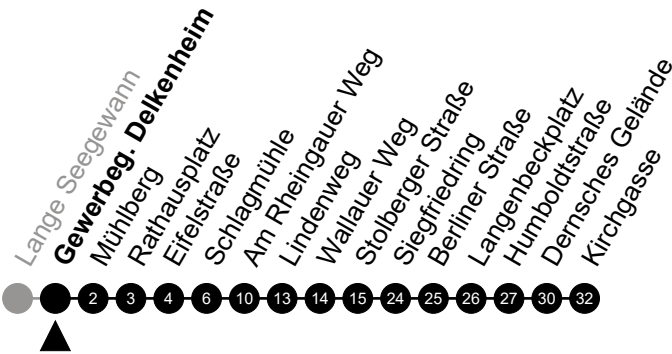 Lange Seegewann
Gewerbeg. Delkenheim
Mühlberg
Rathausplatz
Eifelstraße
Schlagmühle
Am Rheingauer Weg
Lindenweg
Wallauer Weg
Stolberger Straße
Siegfriedring
Berliner Straße
Langenbeckplatz
Humboldtstraße
Dernsches Gelände
Kirchgasse
2 3 4 6 10 13 14 15 24 25 26 27 30 32